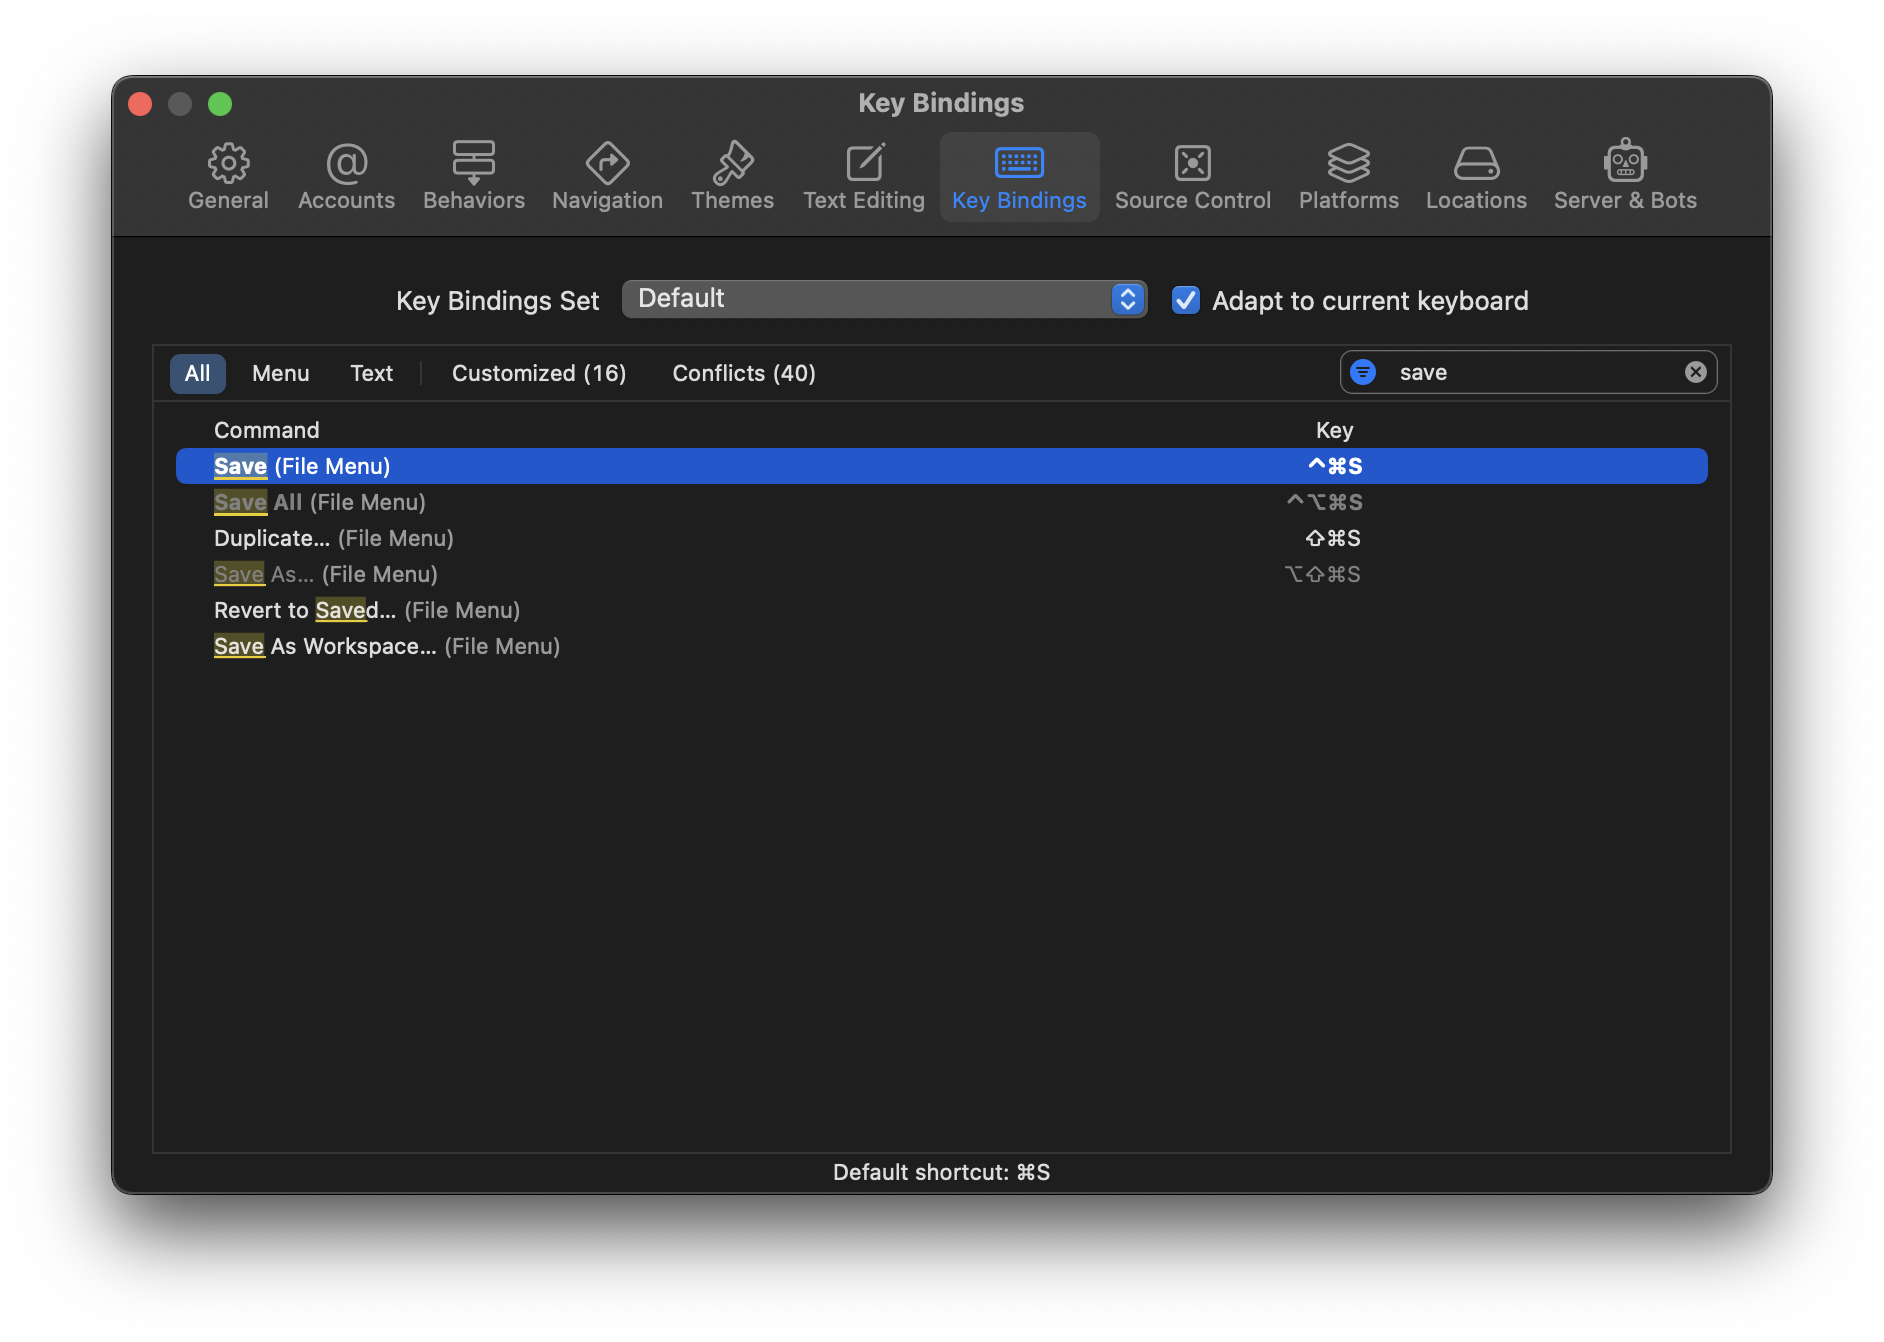 Key Bindings
General Accounts Behaviors Navigation Themes Text Editing Key Bindings Source Control Platforms Locations Server & Bots
Key Bindings Set Default Adapt to current keyboard
All Menu Text Customized (16) Conflicts (40) save
Command Key
Save (File Menu) ^⌘S
Save All (File Menu) ^⌥⌘S
Duplicate... (File Menu) ⇧⌘S
Save As... (File Menu) ⌥⇧⌘S
Revert to Saved... (File Menu)
Save As Workspace... (File Menu)
Default shortcut: ⌘S